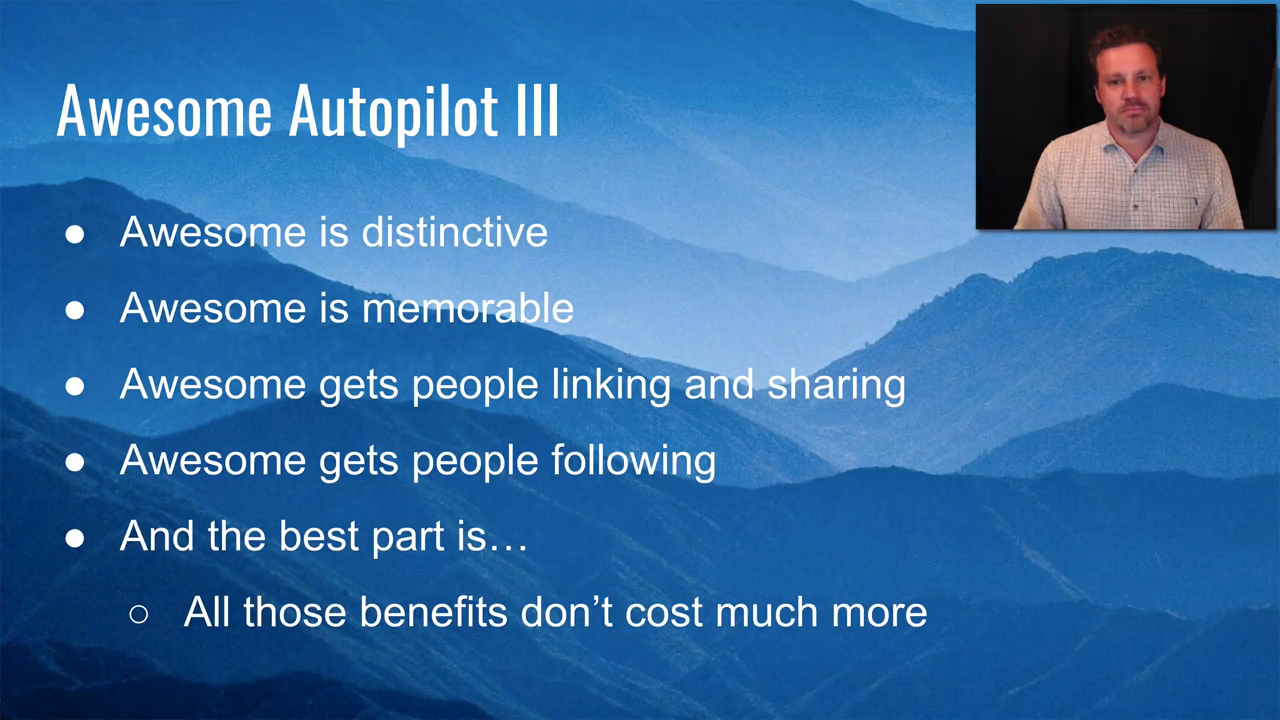 Awesome Autopilot III
● Awesome is distinctive
● Awesome is memorable
● Awesome gets people linking and sharing
● Awesome gets people following
● And the best part is…
○ All those benefits don’t cost much more